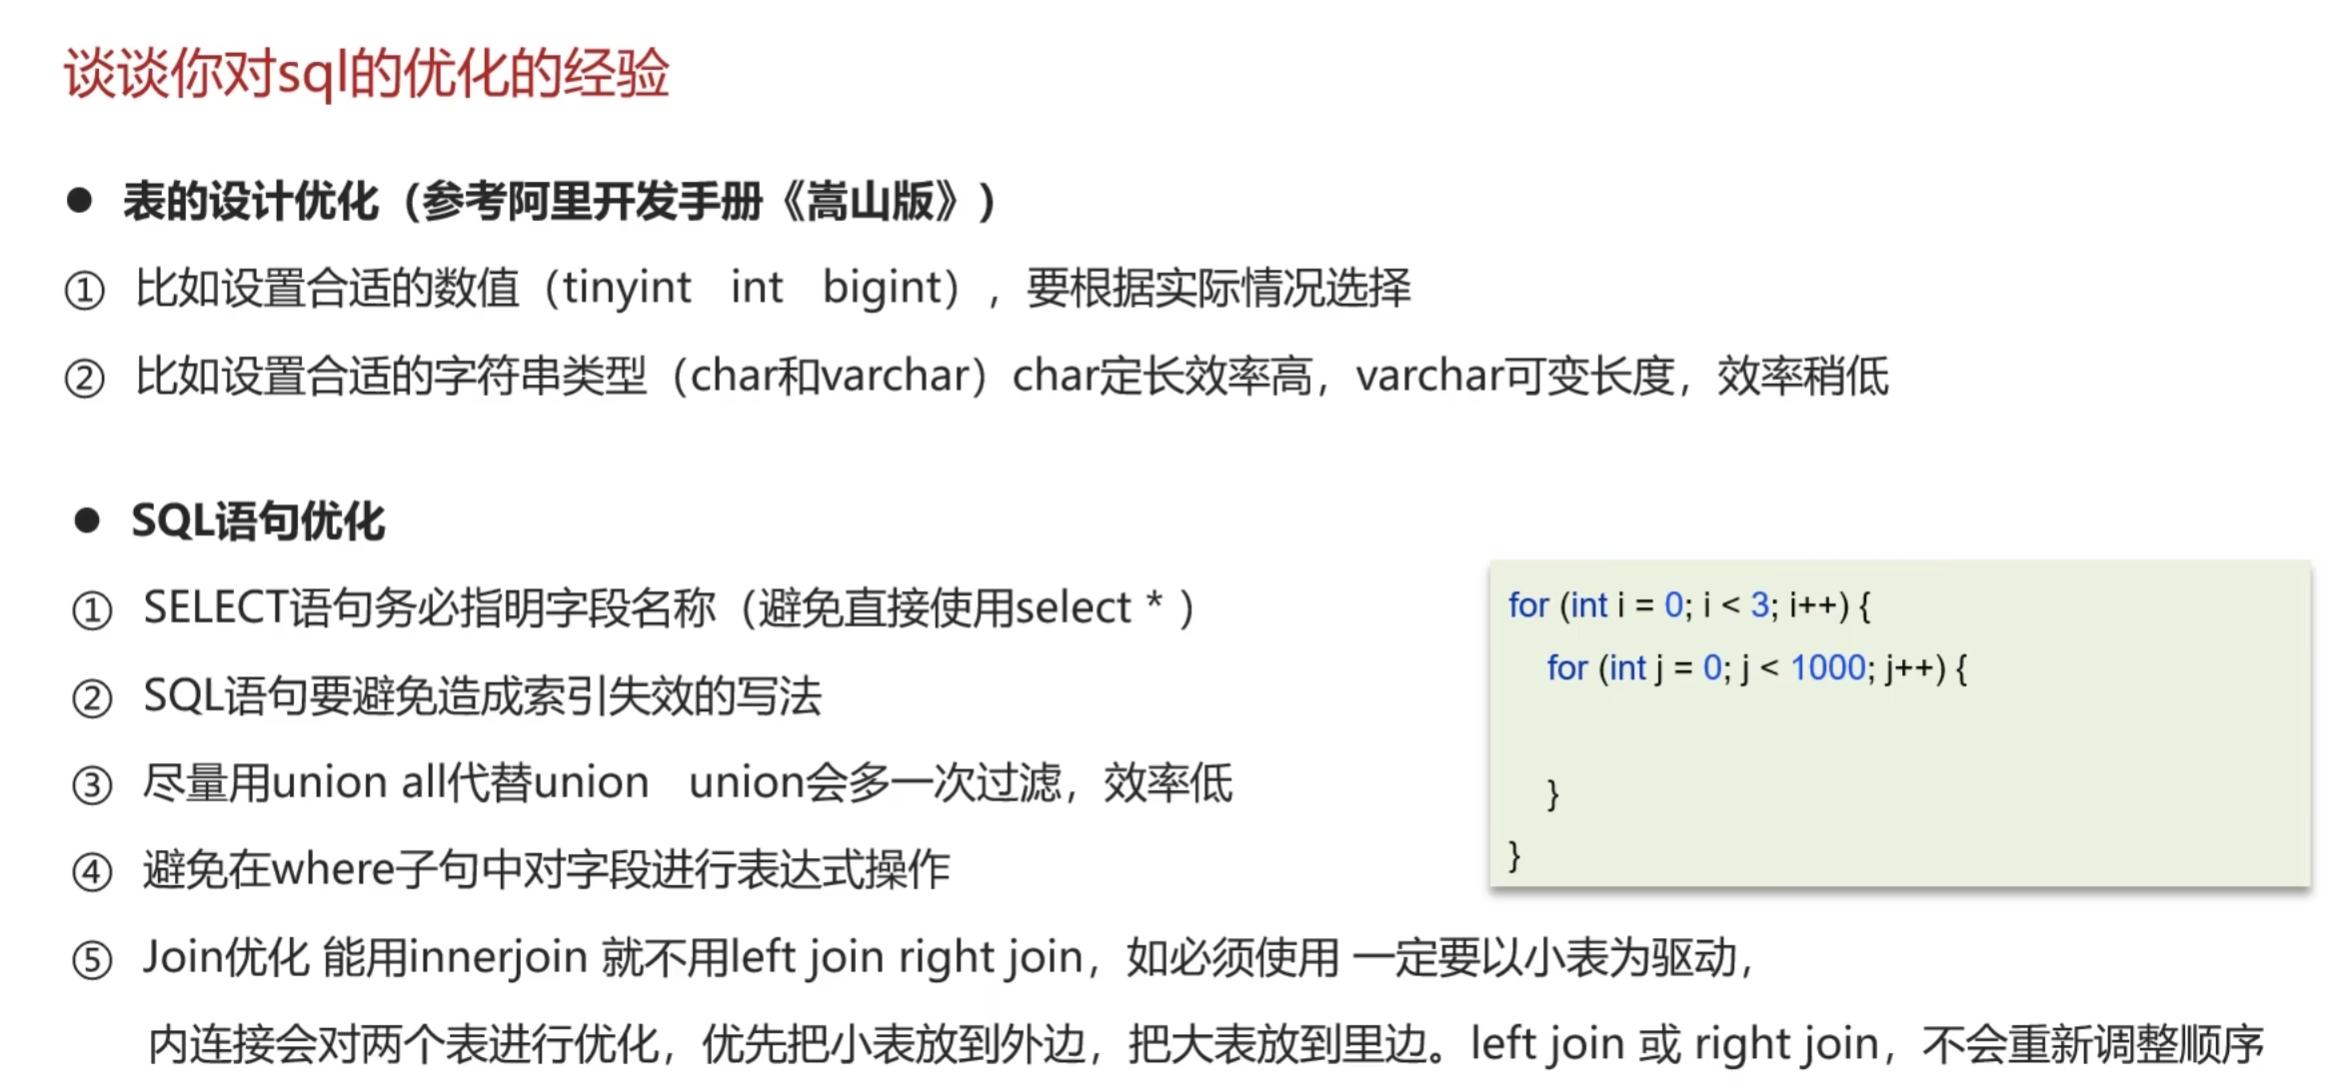 谈谈你对sql的优化的经验
● 表的设计优化（参考阿里开发手册《嵩山版》）
① 比如设置合适的数值（tinyint int bigint），要根据实际情况选择
② 比如设置合适的字符串类型（char和varchar）char定长效率高，varchar可变长度，效率稍低
● SQL语句优化
① SELECT语句务必指明字段名称（避免直接使用select * ）
② SQL语句要避免造成索引失效的写法
③ 尽量用union all代替union union会多一次过滤，效率低
④ 避免在where子句中对字段进行表达式操作
⑤ Join优化 能用innerjoin 就不用left join right join，如必须使用 一定要以小表为驱动，
内连接会对两个表进行优化，优先把小表放到外边，把大表放到里边。left join 或 right join，不会重新调整顺序
for (int i = 0; i < 3; i++) {
for (int j = 0; j < 1000; j++) {
}
}